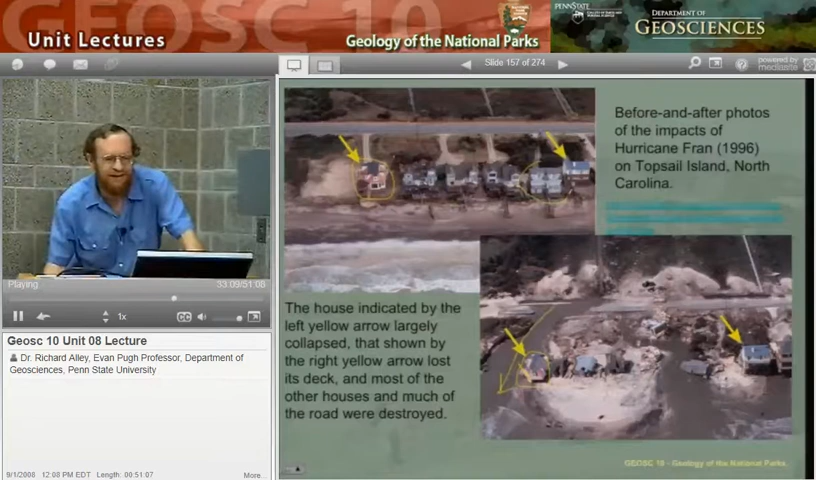 GEOSC 10
Unit Lectures
Geology of the National Parks
PENNSTATE
DEPARTMENT OF
GEOSCIENCES
Slide 157 of 274
powered by
mediasite
Before-and-after photos
of the impacts of
Hurricane Fran (1996)
on Topsail Island, North
Carolina.
Playing
33:09/51:06
1x
CC
The house indicated by the
left yellow arrow largely
collapsed, that shown by
the right yellow arrow lost
its deck, and most of the
other houses and much of
the road were destroyed.
Geosc 10 Unit 08 Lecture
Dr. Richard Alley, Evan Pugh Professor, Department of
Geosciences, Penn State University
9/1/2008 12:08 PM EDT Length: 00:51:07
More...
GEOSC 10 - Geology of the National Parks.